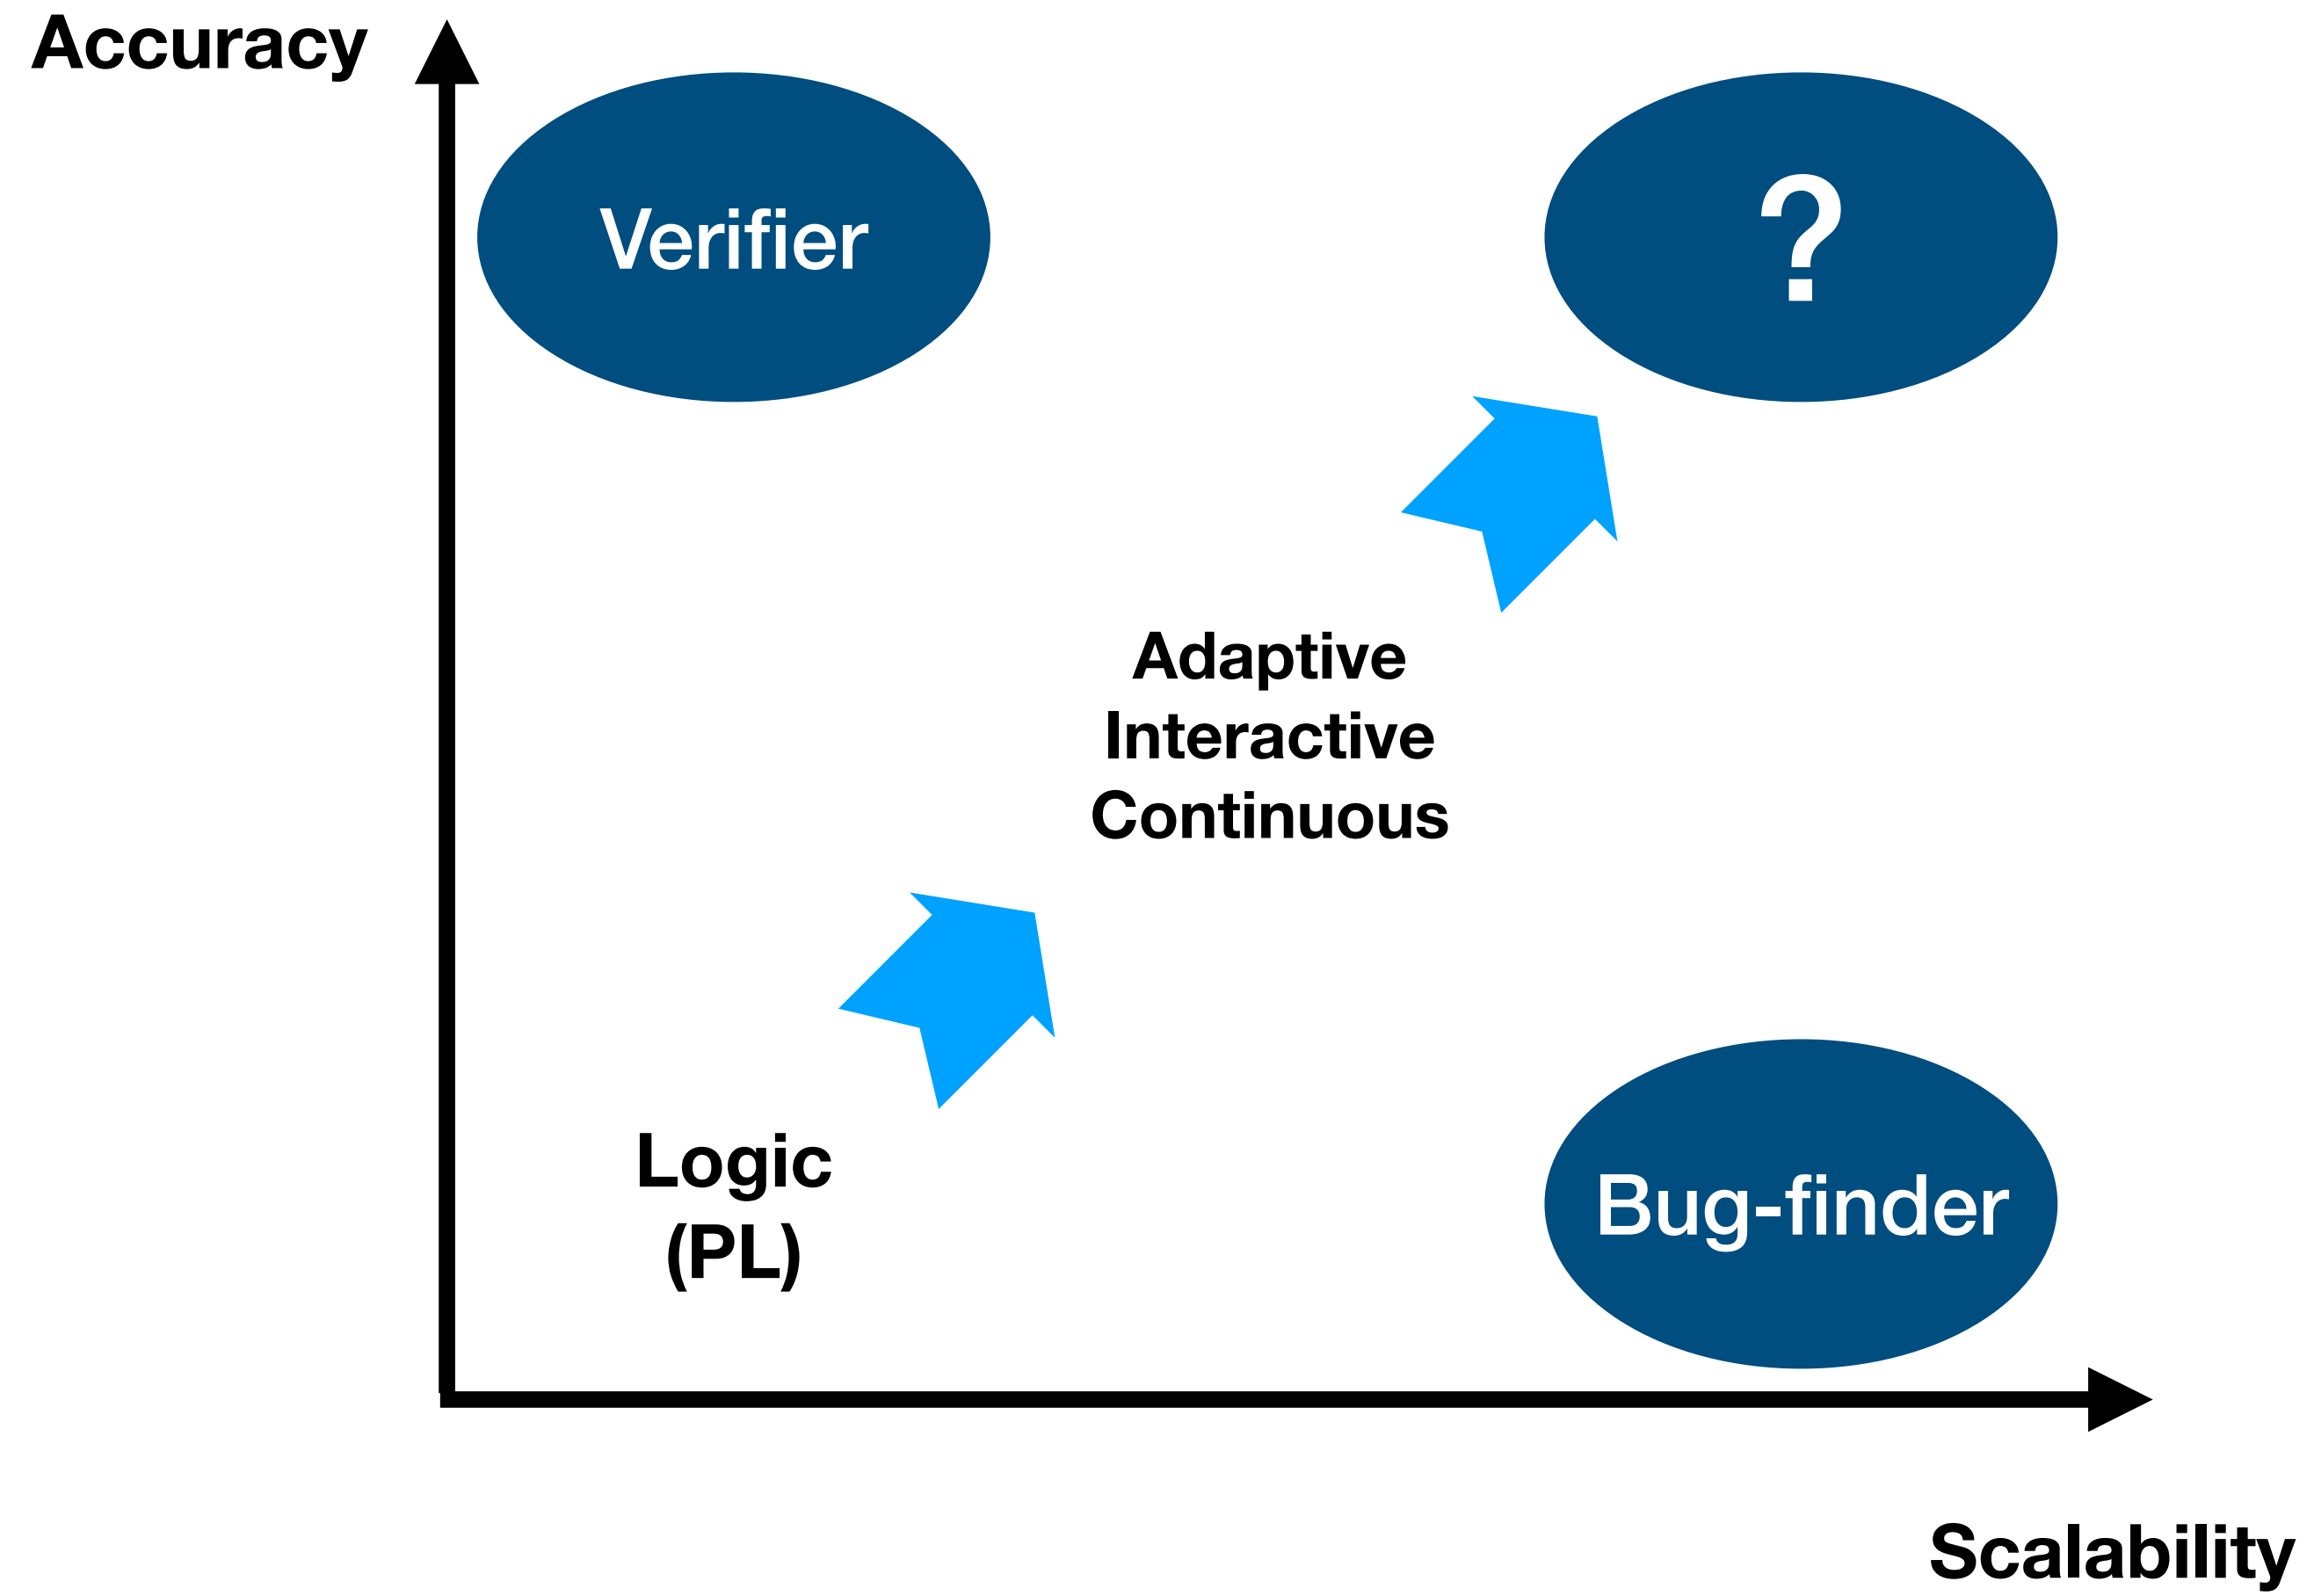 Accuracy
Verifier
?
Adaptive
Interactive
Continuous
Logic
(PL)
Bug-finder
Scalability